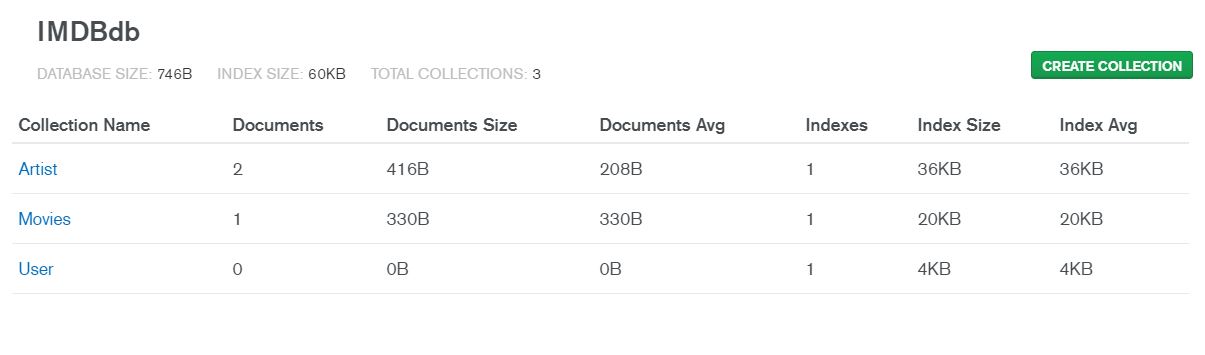 IMDBdb
DATABASE SIZE: 746B INDEX SIZE: 60KB TOTAL COLLECTIONS: 3
CREATE COLLECTION
Collection Name Documents Documents Size Documents Avg Indexes Index Size Index Avg
Artist 2 416B 208B 1 36KB 36KB
Movies 1 330B 330B 1 20KB 20KB
User 0 0B 0B 1 4KB 4KB